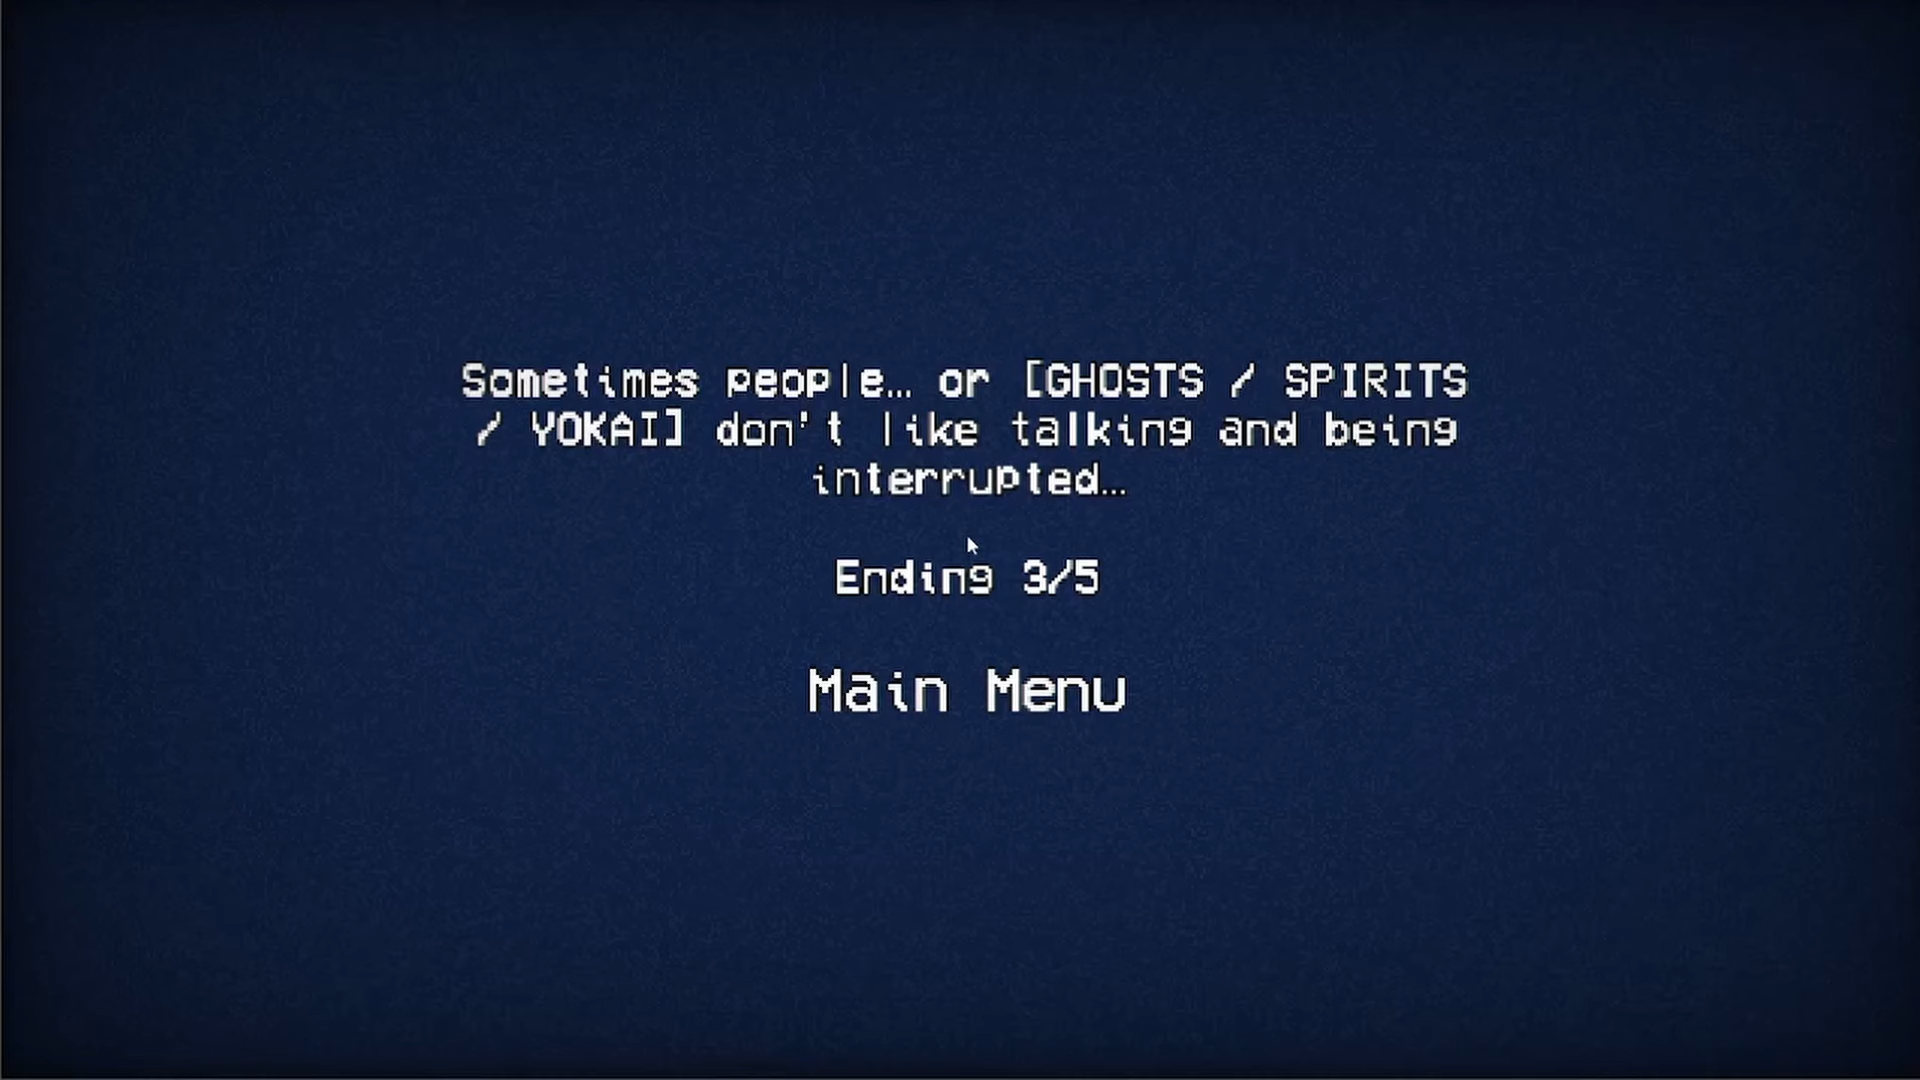 Sometimes people… or [GHOSTS / SPIRITS
/ YOKAI] don't like talking and being
interrupted…
Ending 3/5
Main Menu